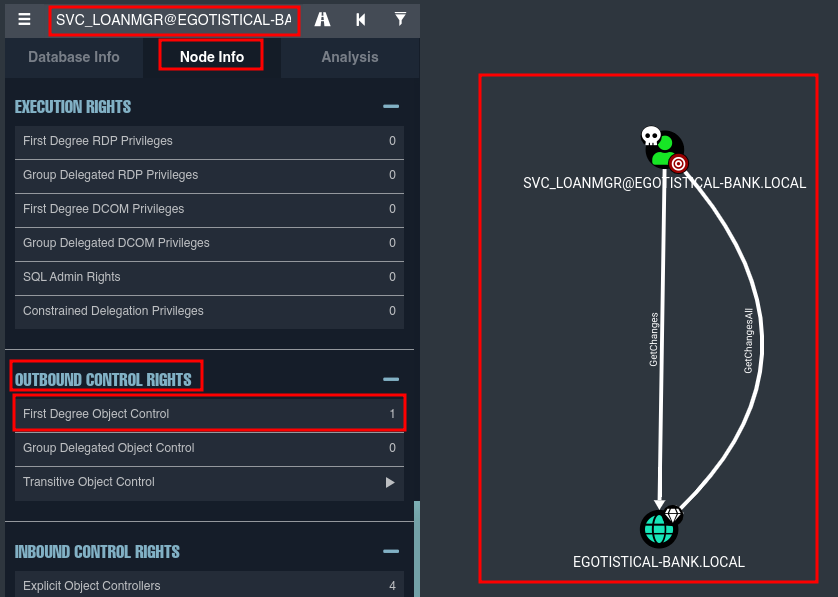 SVC_LOANMGR@EGOTISTICAL-BA
Database Info
Node Info
Analysis
EXECUTION RIGHTS
First Degree RDP Privileges 0
Group Delegated RDP Privileges 0
First Degree DCOM Privileges 0
Group Delegated DCOM Privileges 0
SQL Admin Rights 0
Constrained Delegation Privileges 0
OUTBOUND CONTROL RIGHTS
First Degree Object Control 1
Group Delegated Object Control 0
Transitive Object Control
INBOUND CONTROL RIGHTS
Explicit Object Controllers 4
SVC_LOANMGR@EGOTISTICAL-BANK.LOCAL
GetChanges
GetChangesAll
EGOTISTICAL-BANK.LOCAL